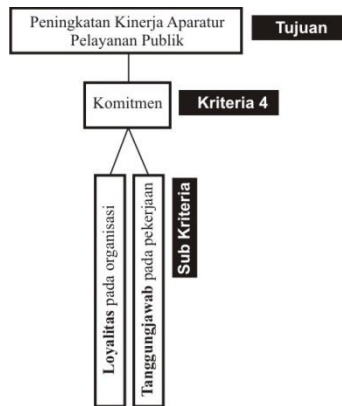 Peningkatan Kinerja Aparatur
Pelayanan Publik
Tujuan
Komitmen
Kriteria 4
Loyalitas pada organisasi
Tanggungjawab pada pekerjaan
Sub Kriteria